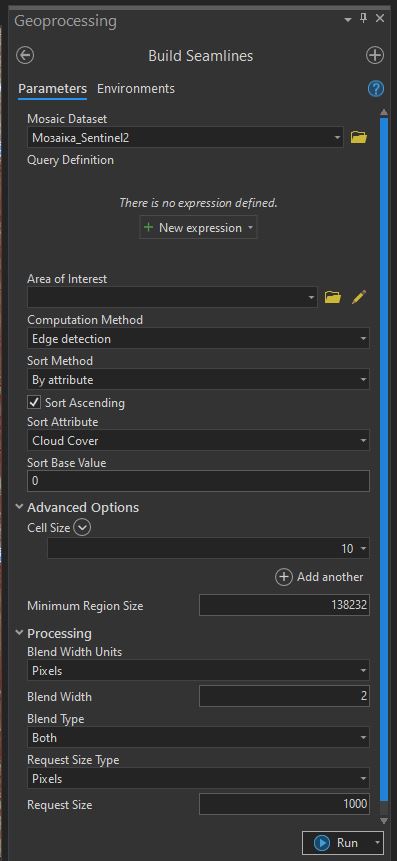 Geoprocessing
Build Seamlines
Parameters Environments
Mosaic Dataset
Мозаїка_Sentinel2
Query Definition
There is no expression defined.
New expression
Area of Interest
Computation Method
Edge detection
Sort Method
By attribute
Sort Ascending
Sort Attribute
Cloud Cover
Sort Base Value
0
Advanced Options
Cell Size
10
Add another
Minimum Region Size 138232
Processing
Blend Width Units
Pixels
Blend Width 2
Blend Type
Both
Request Size Type
Pixels
Request Size 1000
Run